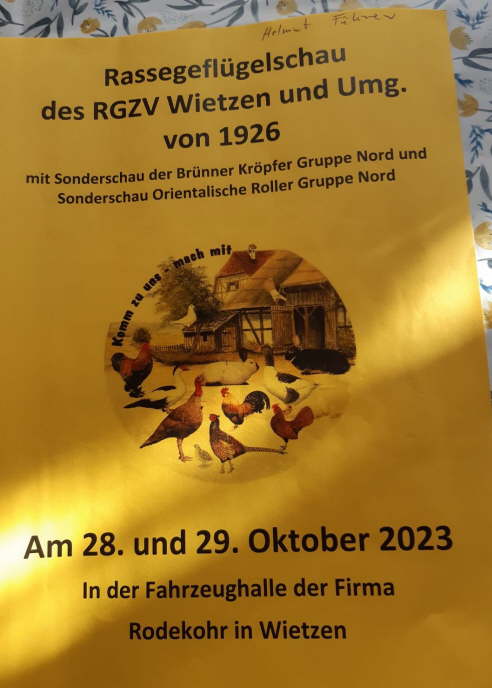 Helmut Führer
Rassegeflügelschau
des RGZV Wietzen und Umg.
von 1926
mit Sonderschau der Brünner Kröpfer Gruppe Nord und
Sonderschau Orientalische Roller Gruppe Nord
Komm zu uns - mach mit
Am 28. und 29. Oktober 2023
In der Fahrzeughalle der Firma
Rodekohr in Wietzen